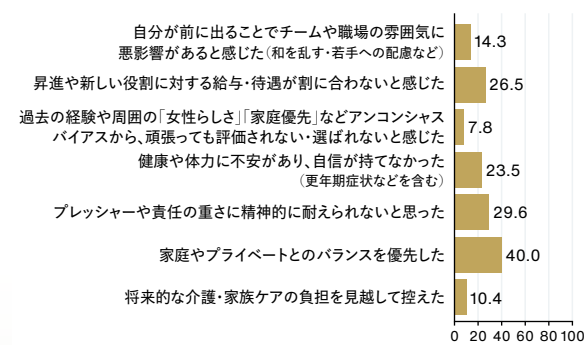 自分が前に出ることでチームや職場の雰囲気に
悪影響があると感じた(和を乱す・若手への配慮など)
14.3
昇進や新しい役割に対する給与・待遇が割に合わないと感じた
26.5
過去の経験や周囲の「女性らしさ」「家庭優先」などアンコンシャス
バイアスから、頑張っても評価されない・選ばれないと感じた
7.8
健康や体力に不安があり、自信が持てなかった
(更年期症状などを含む)
23.5
プレッシャーや責任の重さに精神的に耐えられないと思った
29.6
家庭やプライベートとのバランスを優先した
40.0
将来的な介護・家族ケアの負担を見越して控えた
10.4
0 20 40 60 80 100